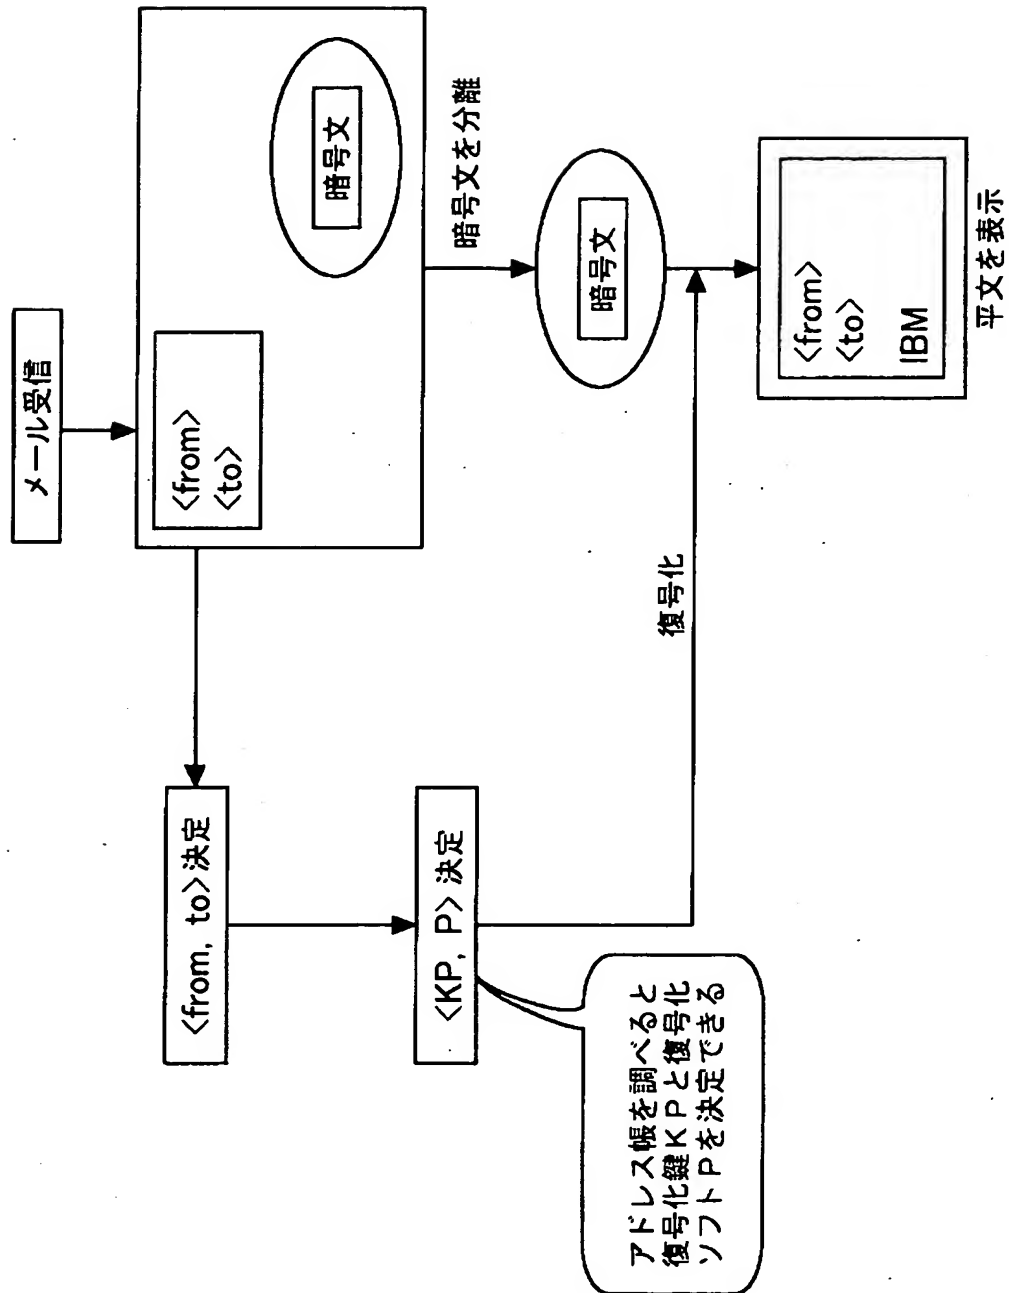 メール受信
<from>
<to>
暗号文
暗号文を分離
暗号文
<from, to>決定
<KP, P>決定
アドレス帳を調べると
復号化鍵KPと復号化
ソフトPを決定できる
復号化
<from>
<to>
IBM
平文を表示